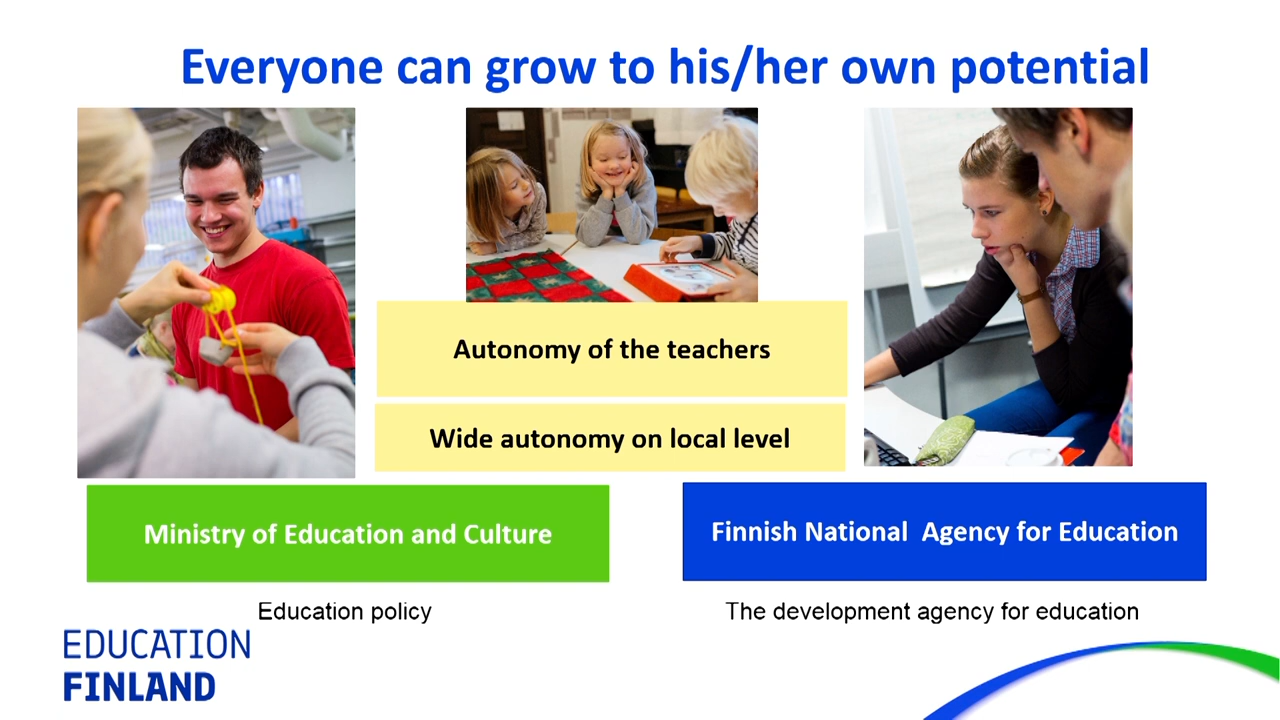 Everyone can grow to his/her own potential
Autonomy of the teachers
Wide autonomy on local level
Ministry of Education and Culture
Finnish National Agency for Education
Education policy
The development agency for education
EDUCATION
FINLAND